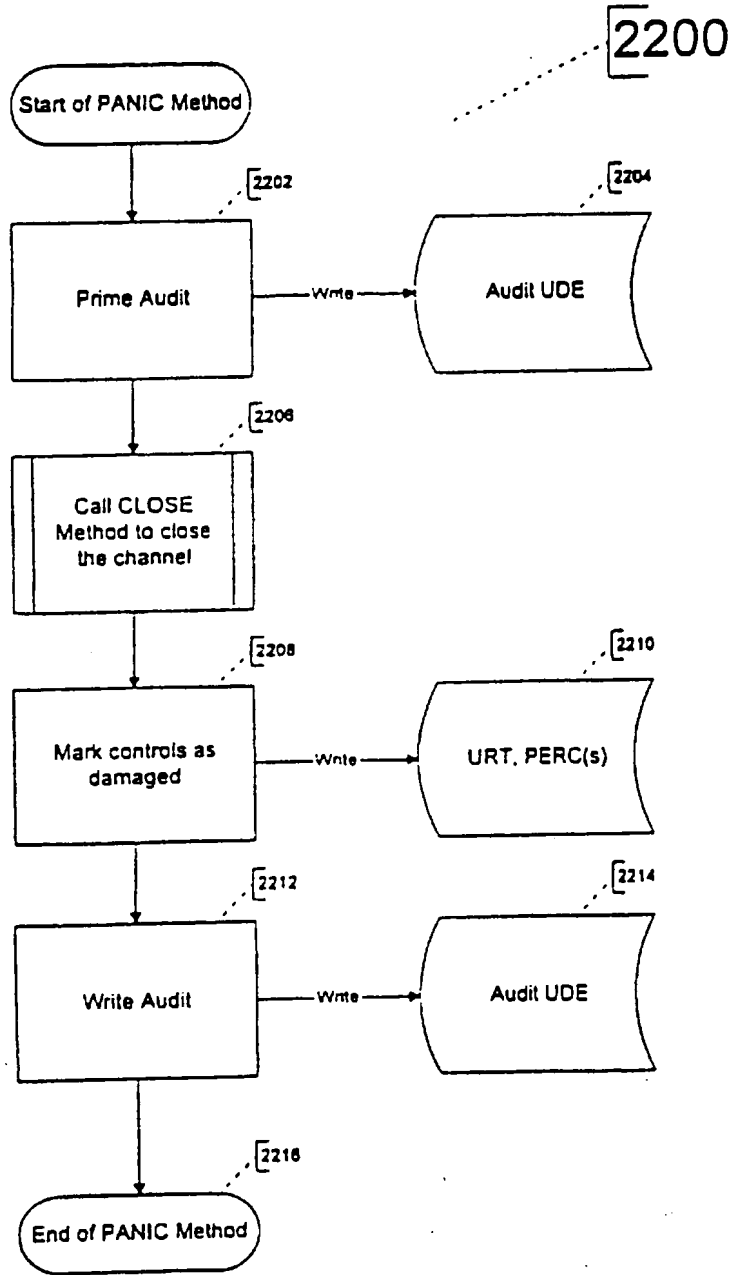 2200
Start of PANIC Method
2202
2204
Prime Audit
Write
Audit UDE
2206
Call CLOSE
Method to close
the channel
2208
2210
Mark controls as
damaged
Write
URT, PERC(s)
2212
2214
Write Audit
Write
Audit UDE
2216
End of PANIC Method